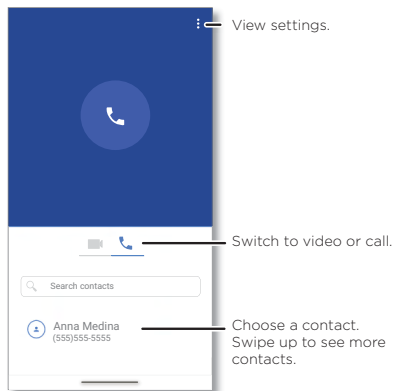 View settings.
Switch to video or call.
Search contacts
Anna Medina
(555)555-5555
Choose a contact.
Swipe up to see more
contacts.